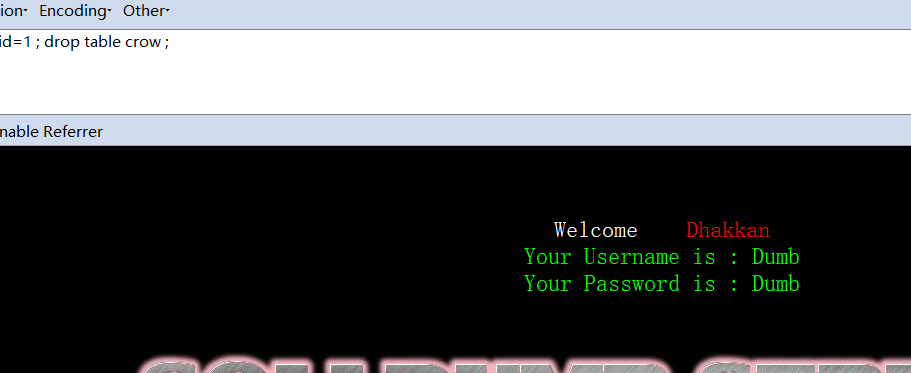 ion Encoding Other
id=1 ; drop table crow ;
nable Referrer
Welcome Dhakkan
Your Username is : Dumb
Your Password is : Dumb